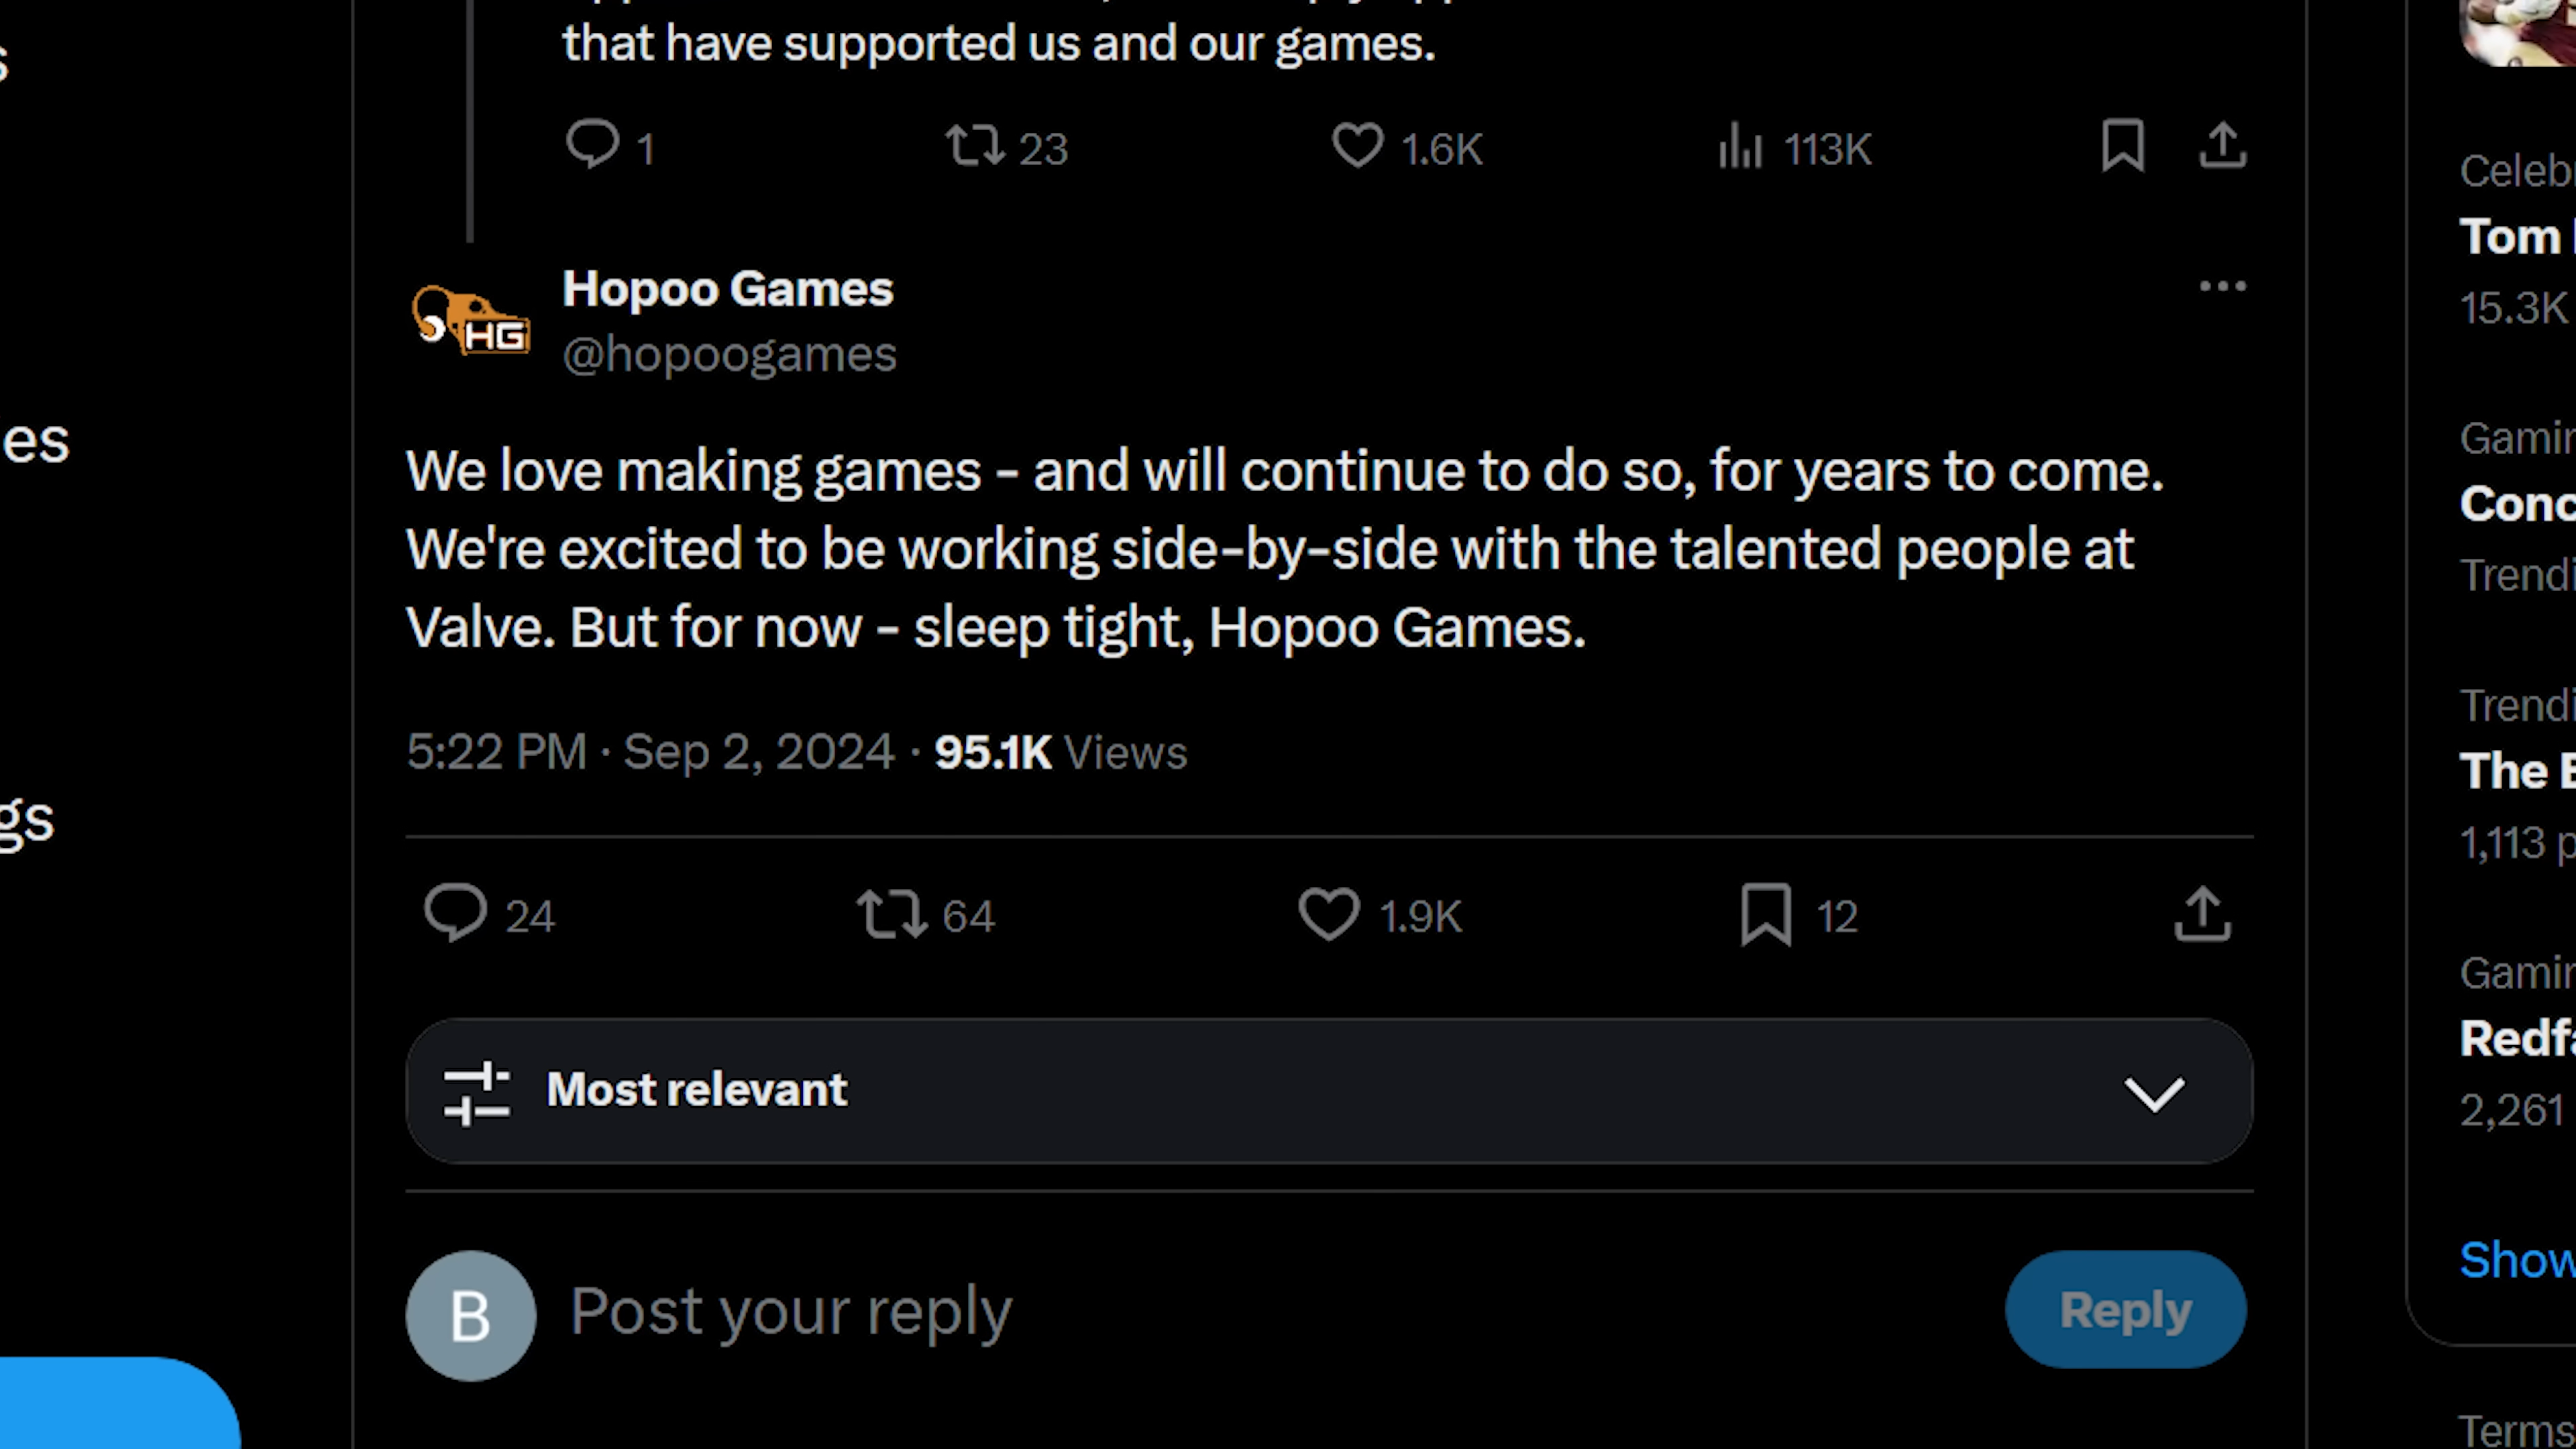 that have supported us and our games.
1 23 1.6K 113K
HG
Hopoo Games
@hopoogames
We love making games - and will continue to do so, for years to come.
We're excited to be working side-by-side with the talented people at
Valve. But for now - sleep tight, Hopoo Games.
5:22 PM · Sep 2, 2024 · 95.1K Views
24 64 1.9K 12
Most relevant
B Post your reply Reply
es
gs
Tom
15.3K
Trendi
The
1,113
2,261
Show
Terms